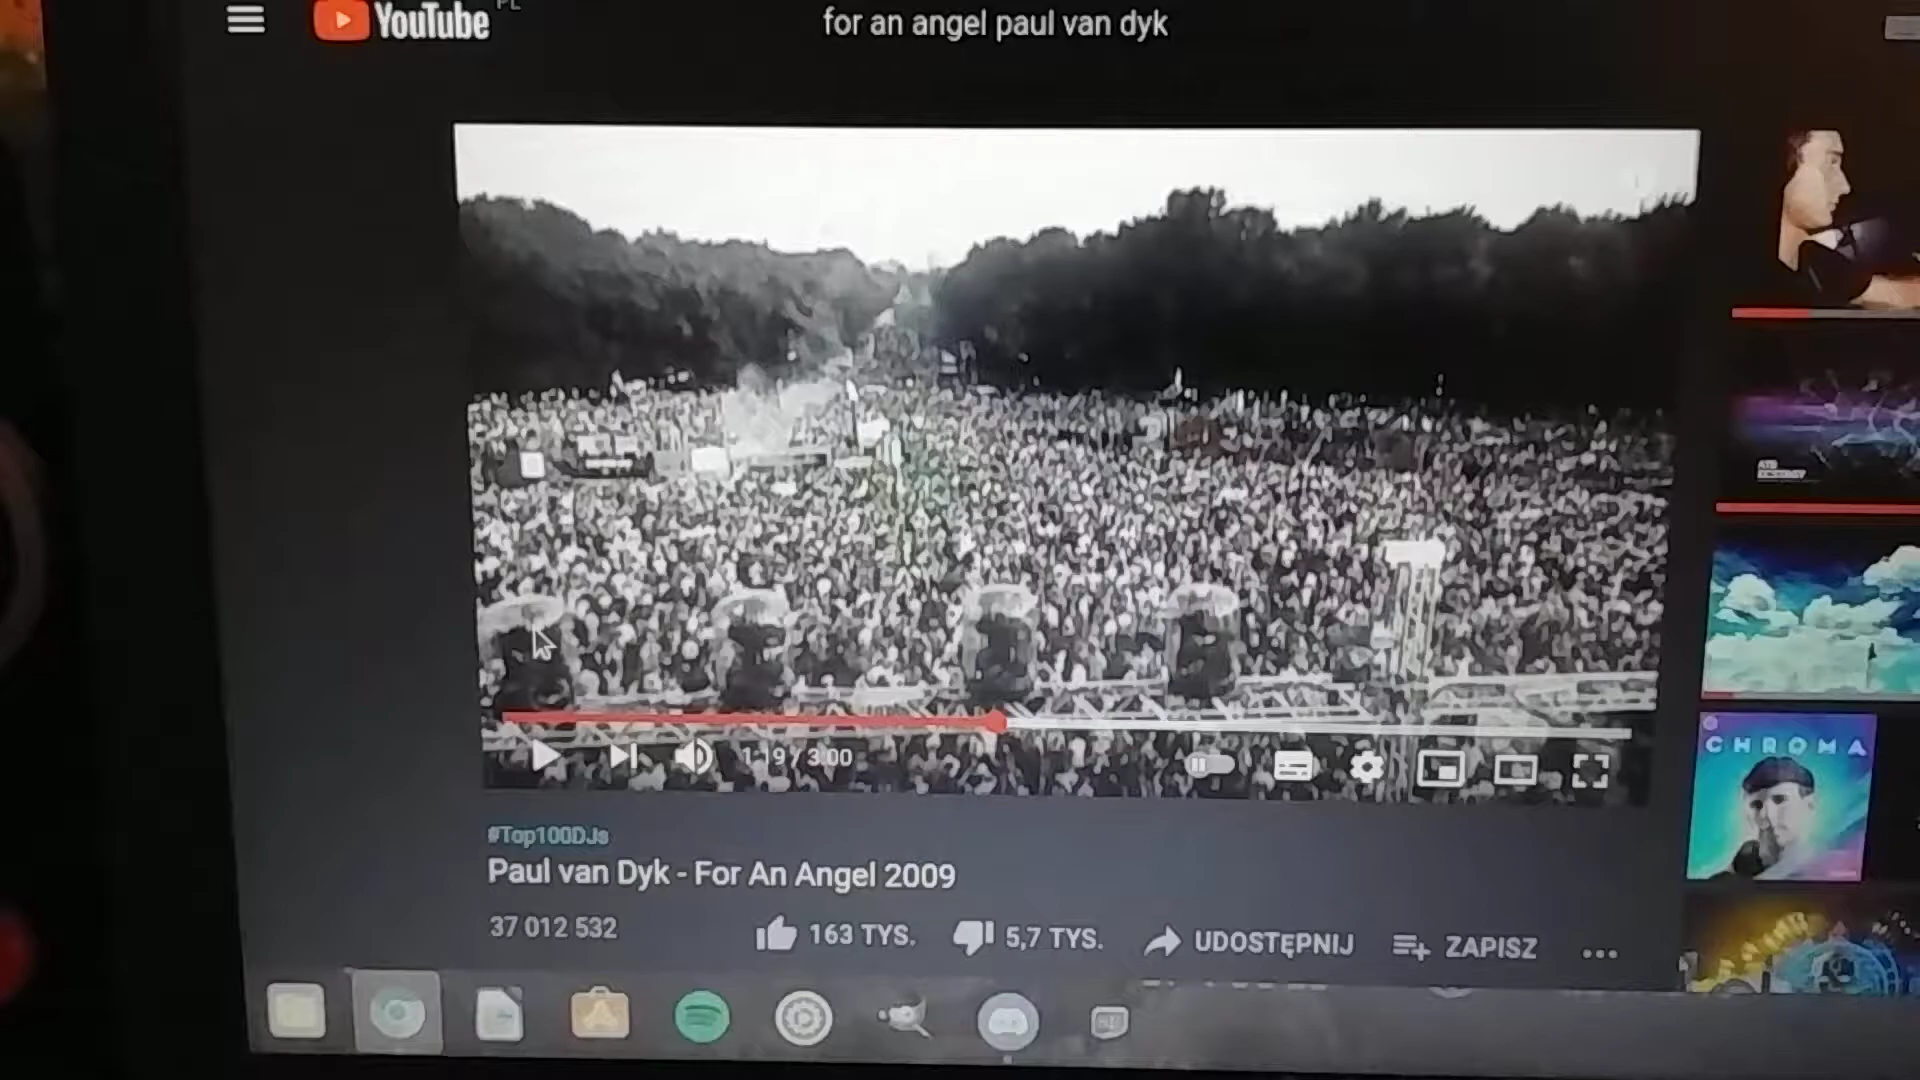 YouTube PL
for an angel paul van dyk
1:19 / 3:00
#Top100DJs
Paul van Dyk - For An Angel 2009
37 012 532
163 TYS.
5,7 TYS.
UDOSTĘPNIJ
ZAPISZ
CHROMA